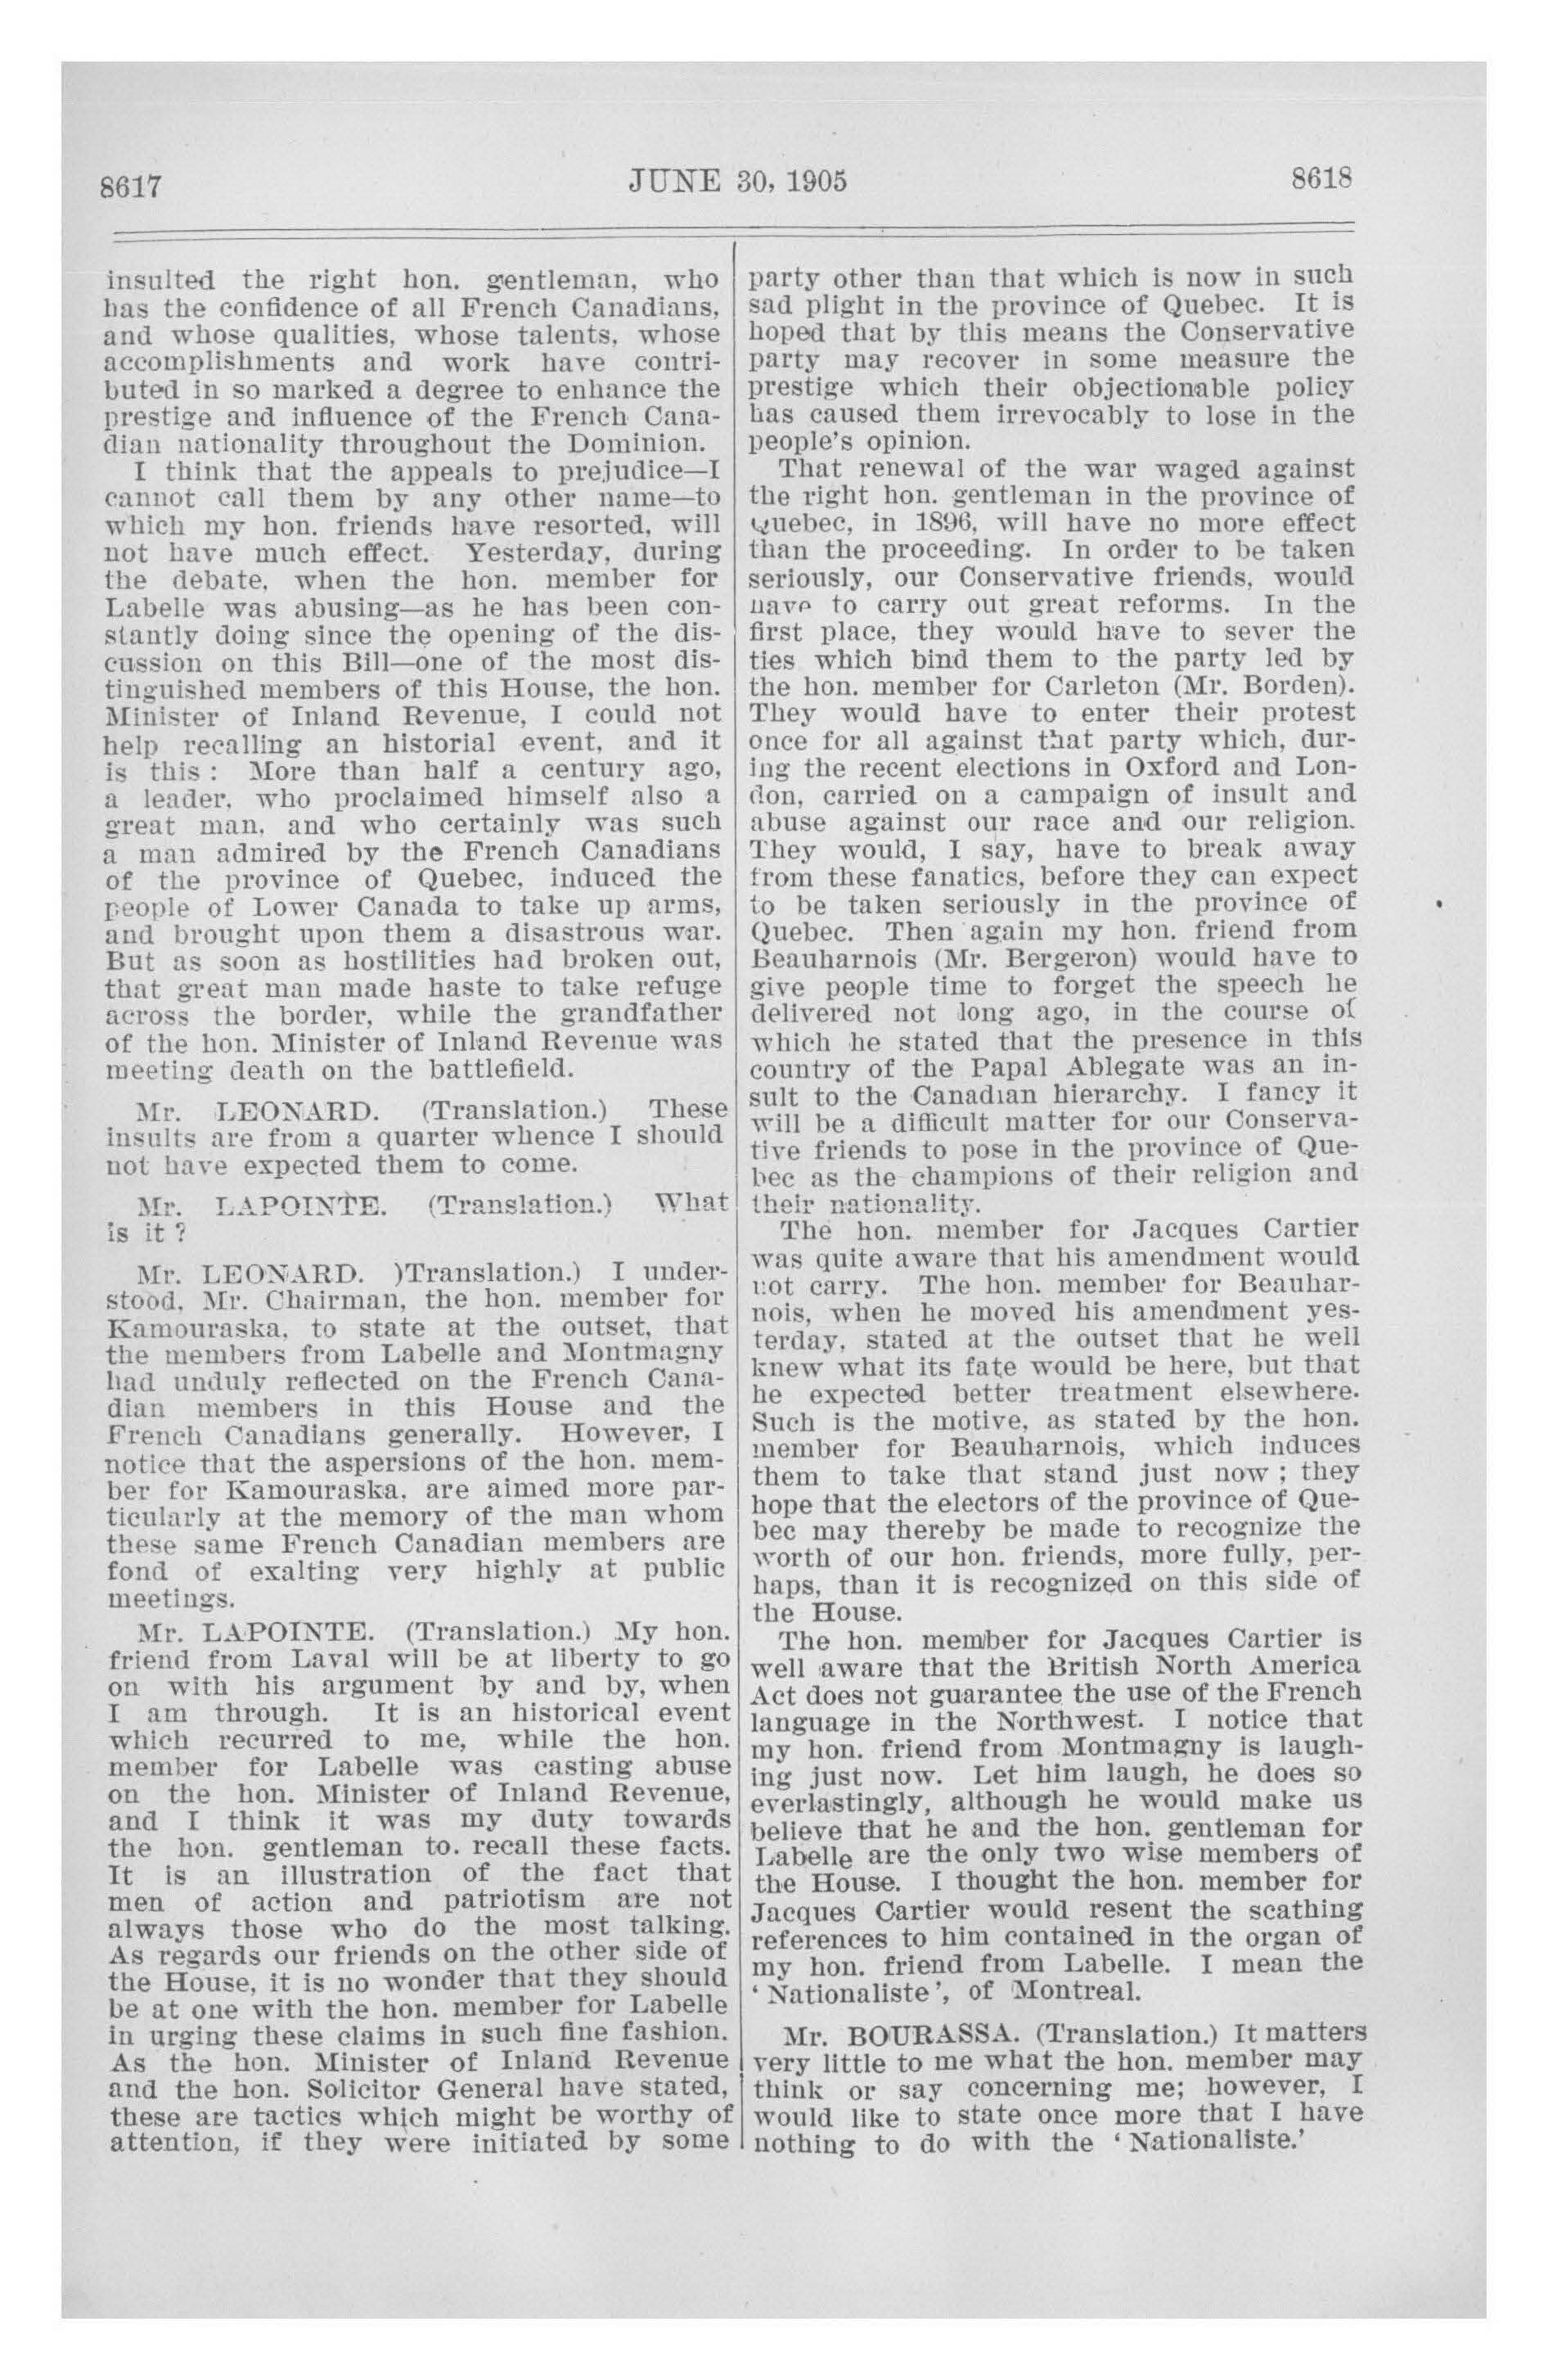 8617
JUNE 30, 1905
8618
insulted the right hon. gentleman, who
has the confidence of all French Canadians,
and whose qualities, whose talents, whose
accomplishments and work have contri-
buted in so marked a degree to enhance the
prestige and influence of the French Cana-
dian nationality throughout the Dominion.
I think that the appeals to prejudice—I
cannot call them by any other name—to
which my hon. friends have resorted, will
not have much effect. Yesterday, during
the debate, when the hon. member for
Labelle was abusing—as he has been con-
stantly doing since the opening of the dis-
cussion on this Bill—one of the most dis-
tinguished members of this House, the hon.
Minister of Inland Revenue, I could not
help recalling an historial event, and it
is this : More than half a century ago,
a leader, who proclaimed himself also a
great man, and who certainly was such
a man admired by the French Canadians
of the province of Quebec, induced the
people of Lower Canada to take up arms,
and brought upon them a disastrous war.
But as soon as hostilities had broken out,
that great man made haste to take refuge
across the border, while the grandfather
of the hon. Minister of Inland Revenue was
meeting death on the battlefield.
Mr. LEONARD. (Translation.) These
insults are from a quarter whence I should
not have expected them to come.
Mr. LAPOINTE. (Translation.) What
is it ?
Mr. LEONARD. )Translation.) I under-
stood, Mr. Chairman, the hon. member for
Kamouraska, to state at the outset, that
the members from Labelle and Montmagny
had unduly reflected on the French Cana-
dian members in this House and the
French Canadians generally. However, I
notice that the aspersions of the hon. mem-
ber for Kamouraska, are aimed more par-
ticularly at the memory of the man whom
these same French Canadian members are
fond of exalting very highly at public
meetings.
Mr. LAPOINTE. (Translation.) My hon.
friend from Laval will be at liberty to go
on with his argument by and by, when
I am through. It is an historical event
which recurred to me, while the hon.
member for Labelle was casting abuse
on the hon. Minister of Inland Revenue,
and I think it was my duty towards
the hon. gentleman to. recall these facts.
It is an illustration of the fact that
men of action and patriotism are not
always those who do the most talking.
As regards our friends on the other side of
the House, it is no wonder that they should
be at one with the hon. member for Labelle
in urging these claims in such fine fashion.
As the hon. Minister of Inland Revenue
and the hon. Solicitor General have stated,
these are tactics which might be worthy of
attention, if they were initiated by some
party other than that which is now in such
sad plight in the province of Quebec. It is
hoped that by this means the Conservative
party may recover in some measure the
prestige which their objectionable policy
has caused them irrevocably to lose in the
people's opinion.
That renewal of the war waged against
the right hon. gentleman in the province of
Quebec, in 1896, will have no more effect
than the proceeding. In order to be taken
seriously, our Conservative friends, would
have to carry out great reforms. In the
first place, they would have to sever the
ties which bind them to the party led by
the hon. member for Carleton (Mr. Borden).
They would have to enter their protest
once for all against that party which, dur-
ing the recent elections in Oxford and Lon-
don, carried on a campaign of insult and
abuse against our race and our religion.
They would, I say, have to break away
from these fanatics, before they can expect
to be taken seriously in the province of
Quebec. Then again my hon. friend from
Beauharnois (Mr. Bergeron) would have to
give people time to forget the speech he
delivered not long ago, in the course of
which he stated that the presence in this
country of the Papal Ablegate was an in-
sult to the Canadian hierarchy. I fancy it
will be a difficult matter for our Conserva-
tive friends to pose in the province of Que-
bec as the champions of their religion and
their nationality.
The hon. member for Jacques Cartier
was quite aware that his amendment would
not carry. The hon. member for Beauhar-
nois, when he moved his amendment yes-
terday, stated at the outset that he well
knew what its fate would be here, but that
he expected better treatment elsewhere.
Such is the motive, as stated by the hon.
member for Beauharnois, which induces
them to take that stand just now ; they
hope that the electors of the province of Que-
bec may thereby be made to recognize the
worth of our hon. friends, more fully, per-
haps, than it is recognized on this side of
the House.
The hon. member for Jacques Cartier is
well aware that the British North America
Act does not guarantee the use of the French
language in the Northwest. I notice that
my hon. friend from Montmagny is laugh-
ing just now. Let him laugh, he does so
everlastingly, although he would make us
believe that he and the hon. gentleman for
Labelle are the only two wise members of
the House. I thought the hon. member for
Jacques Cartier would resent the scathing
references to him contained in the organ of
my hon. friend from Labelle. I mean the
‘ Nationaliste ’, of Montreal.
Mr. BOURASSA. (Translation.) It matters
very little to me what the hon. member may
think or say concerning me; however, I
would like to state once more that I have
nothing to do with the ‘ Nationaliste.’